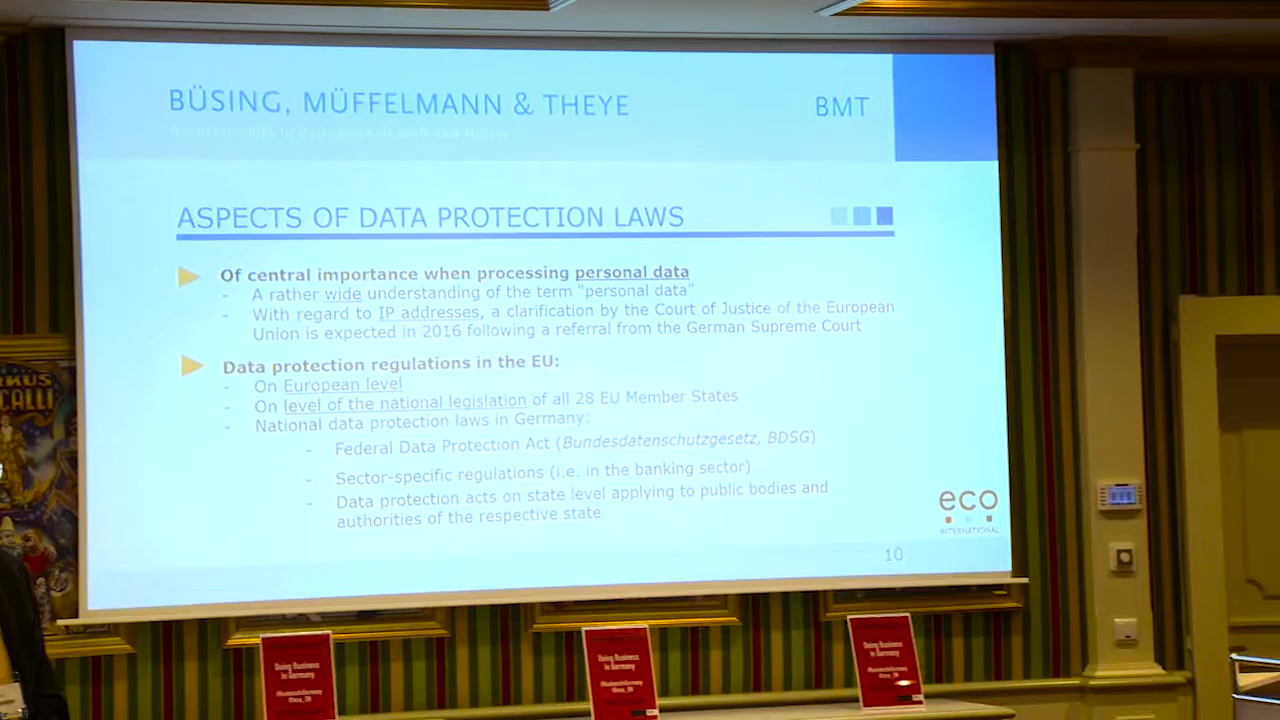 BÜSING, MÜFFELMANN & THEYE
BMT
ASPECTS OF DATA PROTECTION LAWS
Of central importance when processing personal data
- A rather wide understanding of the term "personal data"
- With regard to IP addresses, a clarification by the Court of Justice of the European
Union is expected in 2016 following a referral from the German Supreme Court
Data protection regulations in the EU:
- On European level
- On level of the national legislation of all 28 EU Member States
- National data protection laws in Germany:
- Federal Data Protection Act (Bundesdatenschutzgesetz, BDSG)
- Sector-specific regulations (i.e. in the banking sector)
- Data protection acts on state level applying to public bodies and
authorities of the respective state
eco
INTERNATIONAL
10
Doing Business
in Germany
Doing Business
in Germany
Doing Business
in Germany